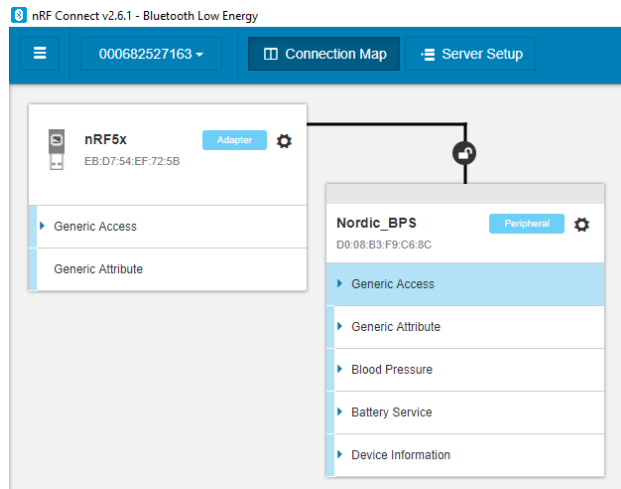 nRF Connect v2.6.1 - Bluetooth Low Energy
000682527163
Connection Map
Server Setup
nRF5x
Adapter
EB:D7:54:EF:72:5B
Generic Access
Generic Attribute
Nordic_BPS
Peripheral
D0:08:B3:F9:C6:8C
Generic Access
Generic Attribute
Blood Pressure
Battery Service
Device Information